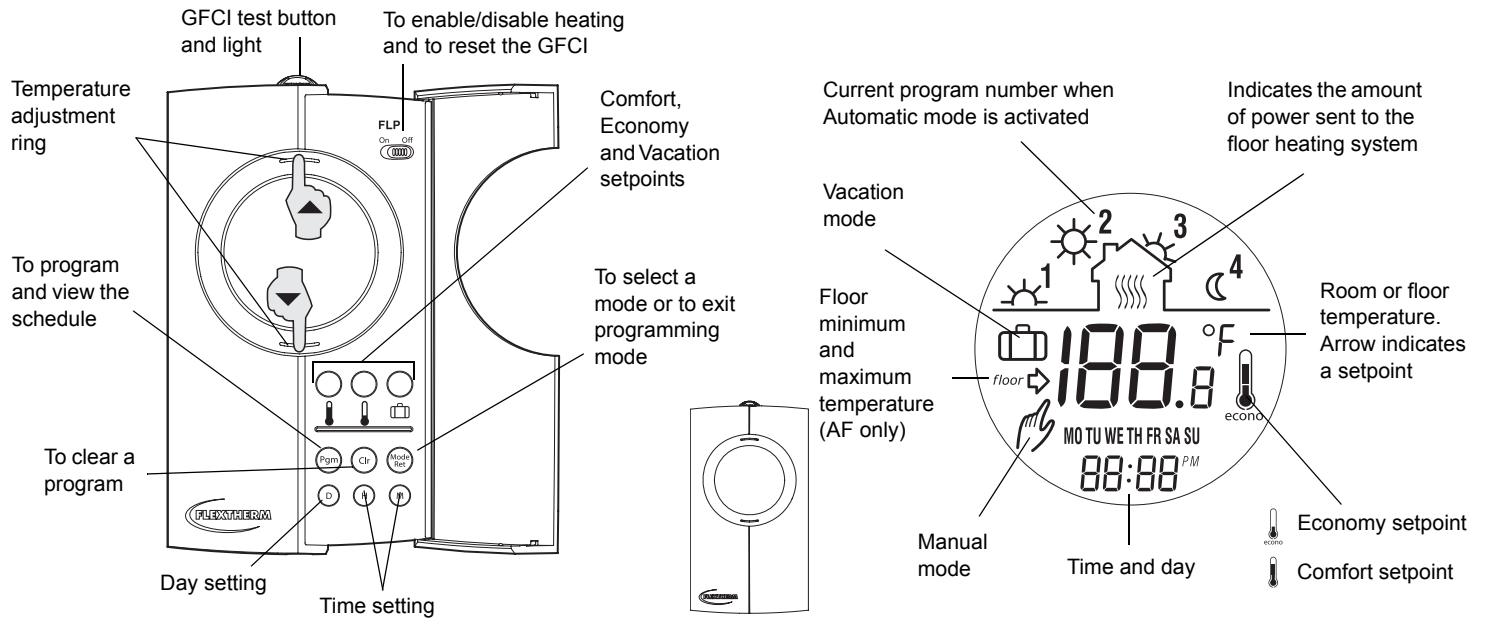 GFCI test button
and light
To enable/disable heating
and to reset the GFCI
Temperature
adjustment
ring
Comfort,
Economy
and Vacation
setpoints
FLP
On Off
To program
and view the
schedule
To select a
mode or to exit
programming
mode
To clear a
program
Pgm
Clr
Mode
Ret
D
H
M
FLEXTHERM
Day setting
Time setting
FLEXTHERM
Current program number when
Automatic mode is activated
Indicates the amount
of power sent to the
floor heating system
Vacation
mode
Floor
minimum
and
maximum
temperature
(AF only)
1
2
3
4
188.8 °F
floor
econo
MO TU WE TH FR SA SU
88:88 PM
Room or floor
temperature.
Arrow indicates
a setpoint
Manual
mode
Time and day
econo
Economy setpoint
Comfort setpoint